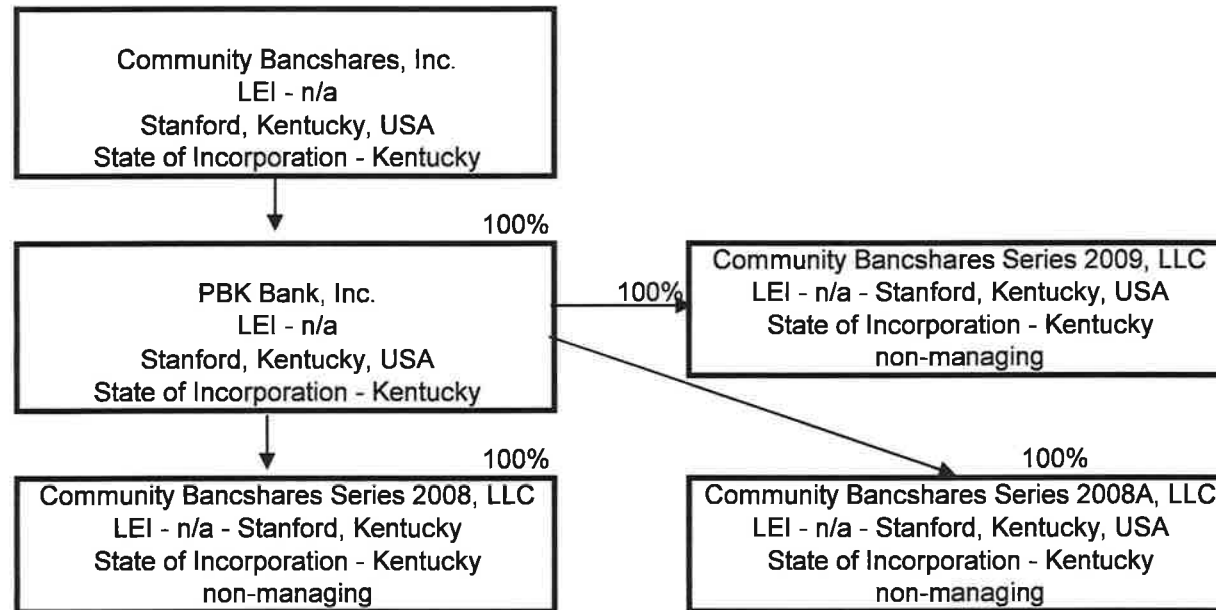 Community Bancshares, Inc.
LEI - n/a
Stanford, Kentucky, USA
State of Incorporation - Kentucky
100%
PBK Bank, Inc.
LEI - n/a
Stanford, Kentucky, USA
State of Incorporation - Kentucky
100%
Community Bancshares Series 2009, LLC
LEI - n/a - Stanford, Kentucky, USA
State of Incorporation - Kentucky
non-managing
100%
Community Bancshares Series 2008, LLC
LEI - n/a - Stanford, Kentucky
State of Incorporation - Kentucky
non-managing
100%
Community Bancshares Series 2008A, LLC
LEI - n/a - Stanford, Kentucky, USA
State of Incorporation - Kentucky
non-managing